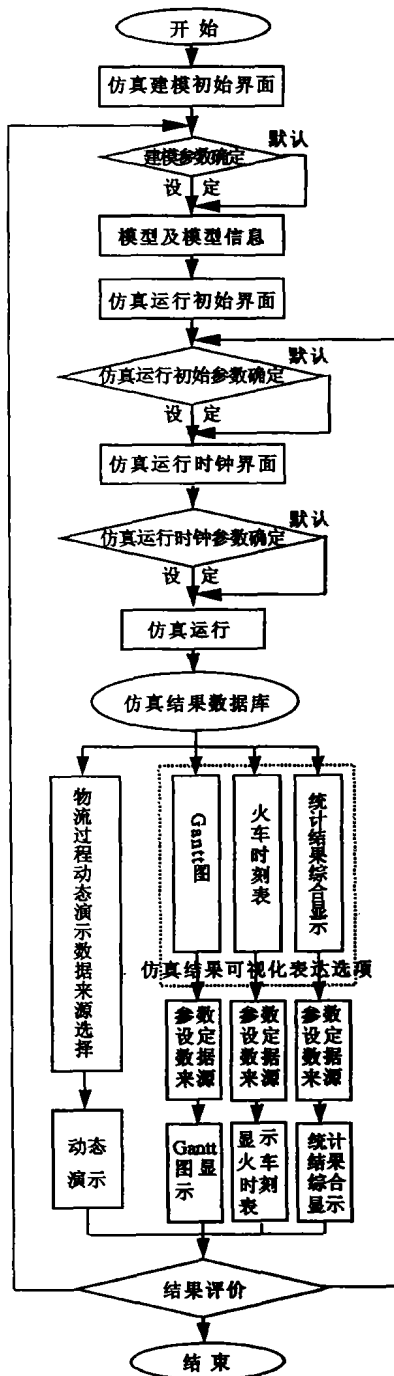 开始
仿真建模初始界面
默认
建模参数确定
设定
模型及模型信息
仿真运行初始界面
默认
仿真运行初始参数确定
设定
仿真运行时钟界面
默认
仿真运行时钟参数确定
设定
仿真运行
仿真结果数据库
物流过程动态演示数据来源选择
Gantt图
火车时刻表
统计结果综合显示
仿真结果可视化表达选项
参数
设定
数据
来源
参数
设定
数据
来源
参数
设定
数据
来源
动态
演示
Gantt
图显
示
显示
火车
时刻
表
统计
结果
综合
显示
结果评价
结束